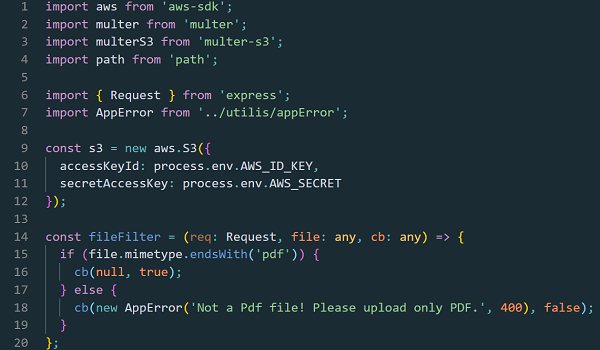 1 import aws from 'aws-sdk';
2 import multer from 'multer';
3 import multerS3 from 'multer-s3';
4 import path from 'path';
5
6 import { Request } from 'express';
7 import AppError from '../utilis/appError';
8
9 const s3 = new aws.S3({
10 accessKeyId: process.env.AWS_ID_KEY,
11 secretAccessKey: process.env.AWS_SECRET
12 });
13
14 const fileFilter = (req: Request, file: any, cb: any) => {
15 if (file.mimetype.endsWith('pdf')) {
16 cb(null, true);
17 } else {
18 cb(new AppError('Not a Pdf file! Please upload only PDF.', 400), false);
19 }
20 };